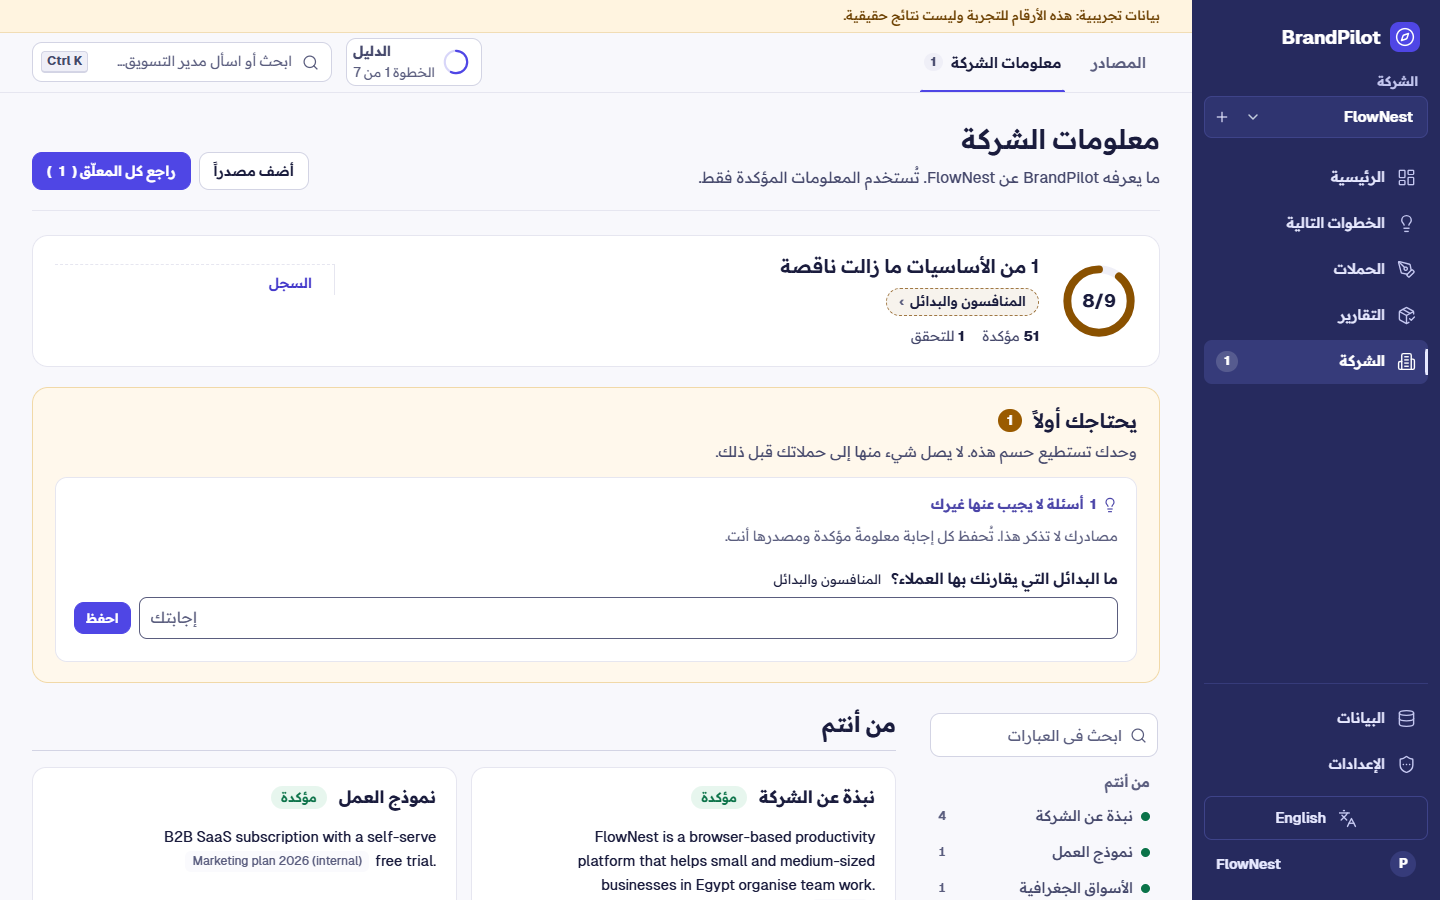 بيانات تجريبية: هذه الأرقام للتجربة وليست نتائج حقيقية.
BrandPilot
الشركة
FlowNest
الرئيسية
الخطوات التالية
الحملات
التقارير
الشركة 1
البيانات
الإعدادات
English
P FlowNest
المصادر
معلومات الشركة 1
الدليل
الخطوة 1 من 7
ابحث أو اسأل مدير التسويق... Ctrl K
معلومات الشركة
ما يعرفه BrandPilot عن FlowNest. تُستخدم المعلومات المؤكدة فقط.
أضف مصدراً
راجع كل المعلّق ( 1 )
8/9
1 من الأساسيات ما زالت ناقصة
المنافسون والبدائل ›
51 مؤكدة 1 للتحقق
السجل
يحتاجك أولاً 1
وحدك تستطيع حسم هذه. لا يصل شيء منها إلى حملاتك قبل ذلك.
1 أسئلة لا يجيب عنها غيرك
مصادرك لا تذكر هذا. تُحفظ كل إجابة معلومةً مؤكدة ومصدرها أنت.
ما البدائل التي يقارنك بها العملاء؟ المنافسون والبدائل
إجابتك
احفظ
ابحث في العبارات
من أنتم
نبذة عن الشركة 4
نموذج العمل 1
الأسواق الجغرافية 1
من أنتم
نبذة عن الشركة مؤكدة
FlowNest is a browser-based productivity
platform that helps small and medium-sized
businesses in Egypt organise team work.
نموذج العمل مؤكدة
B2B SaaS subscription with a self-serve
free trial. Marketing plan 2026 (internal)